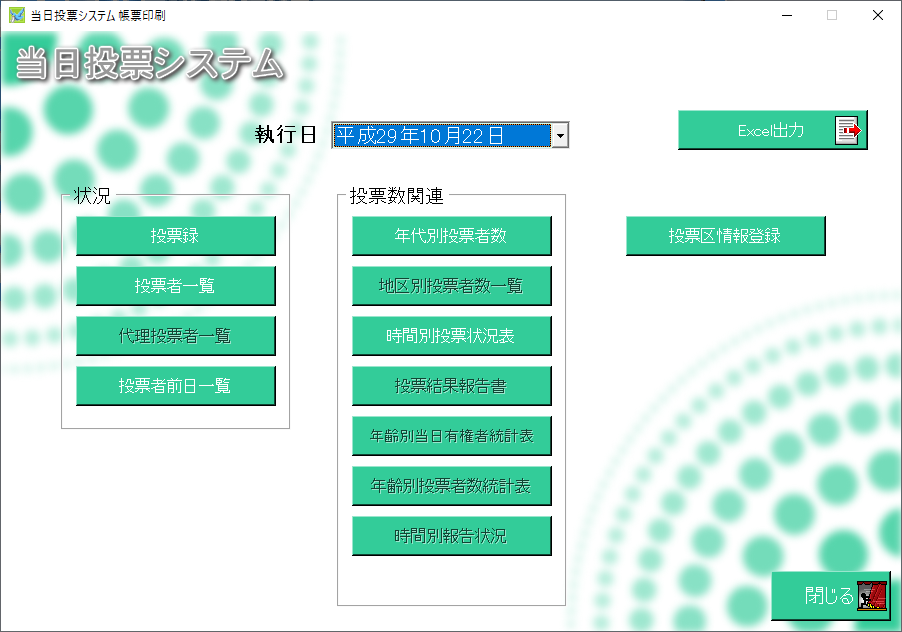 当日投票システム 帳票印刷
当日投票システム
執行日 平成29年10月22日
Excel出力
状況
投票録
投票者一覧
代理投票者一覧
投票者前日一覧
投票数関連
年代別投票者数
地区別投票者数一覧
時間別投票状況表
投票結果報告書
年齢別当日有権者統計表
年齢別投票者数統計表
時間別報告状況
投票区情報登録
閉じる